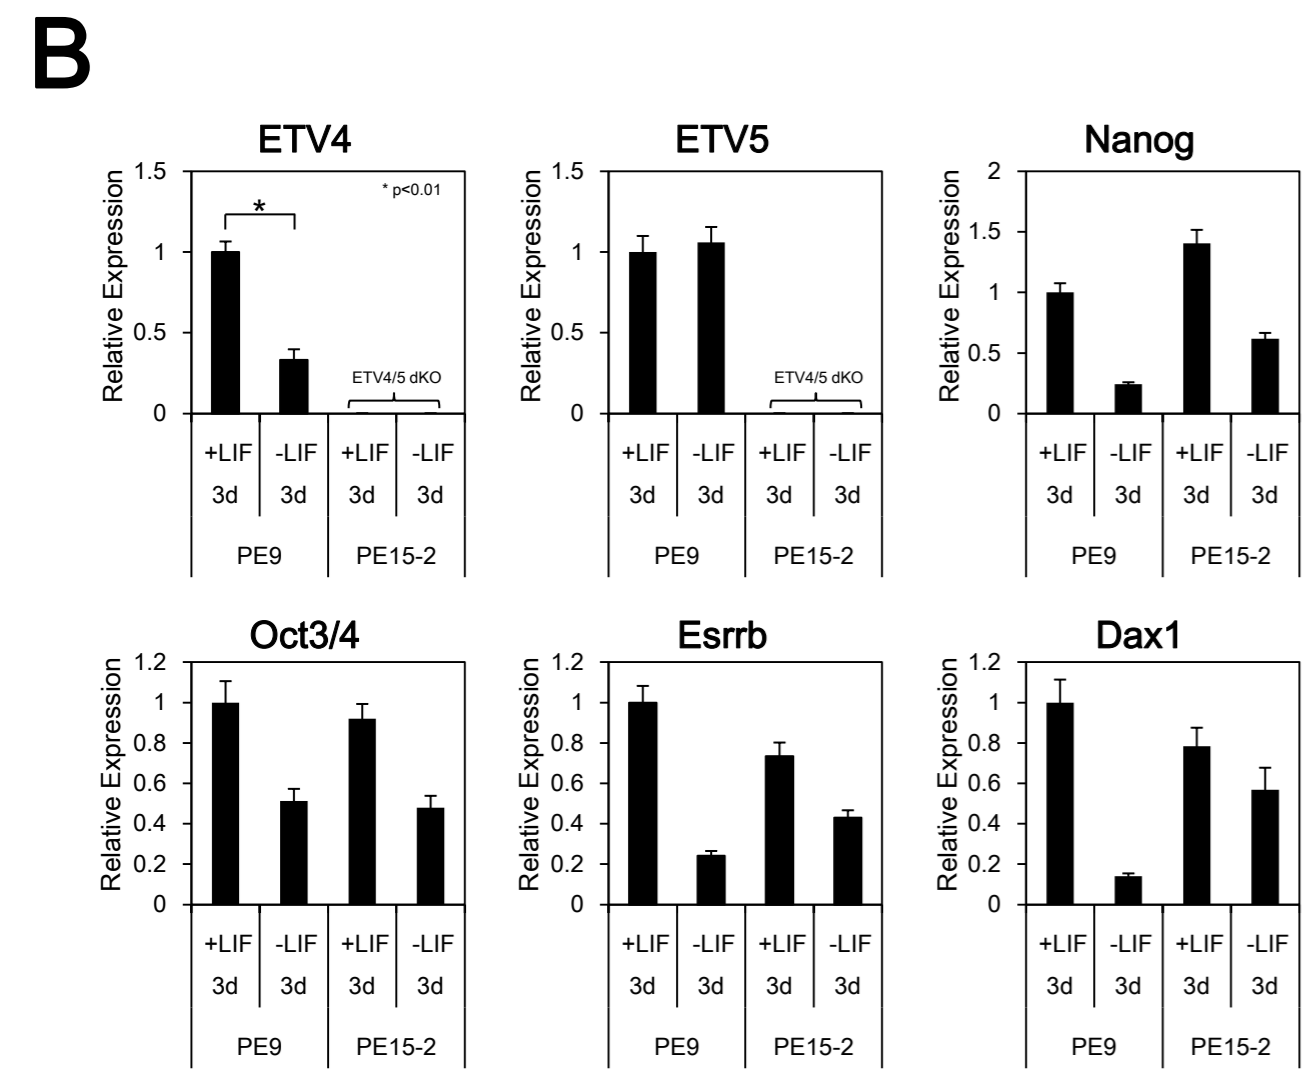 B
ETV4
Relative Expression
1.5
1
0.5
0
* p<0.01
*
ETV4/5 dKO
+LIF -LIF +LIF -LIF
3d 3d 3d 3d
PE9 PE15-2
ETV5
Relative Expression
1.5
1
0.5
0
ETV4/5 dKO
+LIF -LIF +LIF -LIF
3d 3d 3d 3d
PE9 PE15-2
Nanog
Relative Expression
2
1.5
1
0.5
0
+LIF -LIF +LIF -LIF
3d 3d 3d 3d
PE9 PE15-2
Oct3/4
Relative Expression
1.2
1
0.8
0.6
0.4
0.2
0
+LIF -LIF +LIF -LIF
3d 3d 3d 3d
PE9 PE15-2
Esrrb
Relative Expression
1.2
1
0.8
0.6
0.4
0.2
0
+LIF -LIF +LIF -LIF
3d 3d 3d 3d
PE9 PE15-2
Dax1
Relative Expression
1.2
1
0.8
0.6
0.4
0.2
0
+LIF -LIF +LIF -LIF
3d 3d 3d 3d
PE9 PE15-2